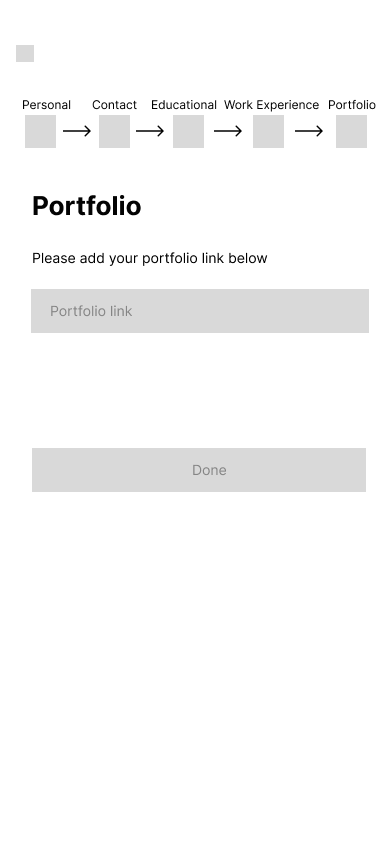 Personal Contact Educational Work Experience Portfolio
Portfolio
Please add your portfolio link below
Portfolio link
Done